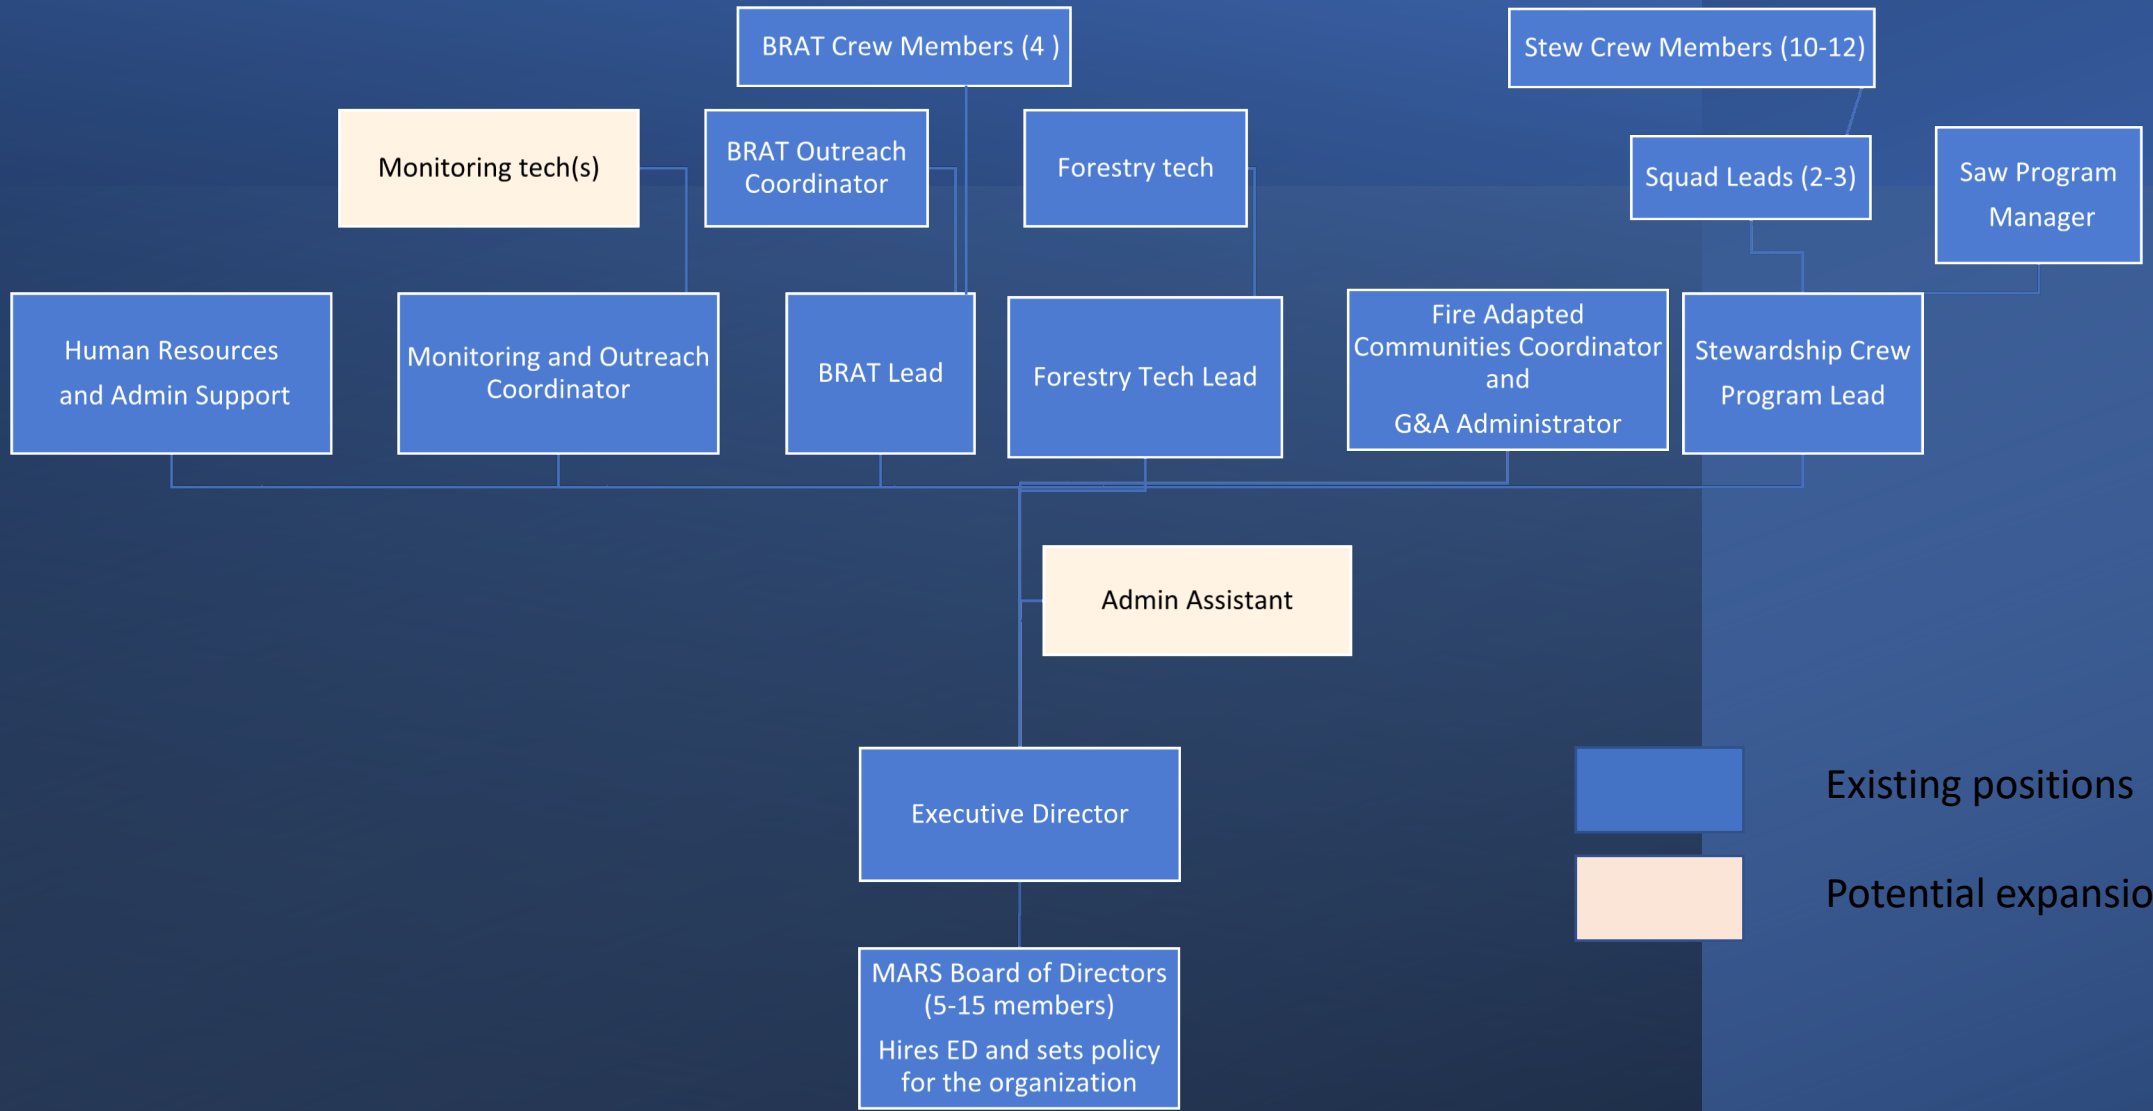 BRAT Crew Members (4 )
Stew Crew Members (10-12)
Monitoring tech(s)
BRAT Outreach
Coordinator
Forestry tech
Squad Leads (2-3)
Saw Program
Manager
Human Resources
and Admin Support
Monitoring and Outreach
Coordinator
BRAT Lead
Forestry Tech Lead
Fire Adapted
Communities Coordinator
and
G&A Administrator
Stewardship Crew
Program Lead
Admin Assistant
Executive Director
Existing positions
Potential expansio
MARS Board of Directors
(5-15 members)
Hires ED and sets policy
for the organization